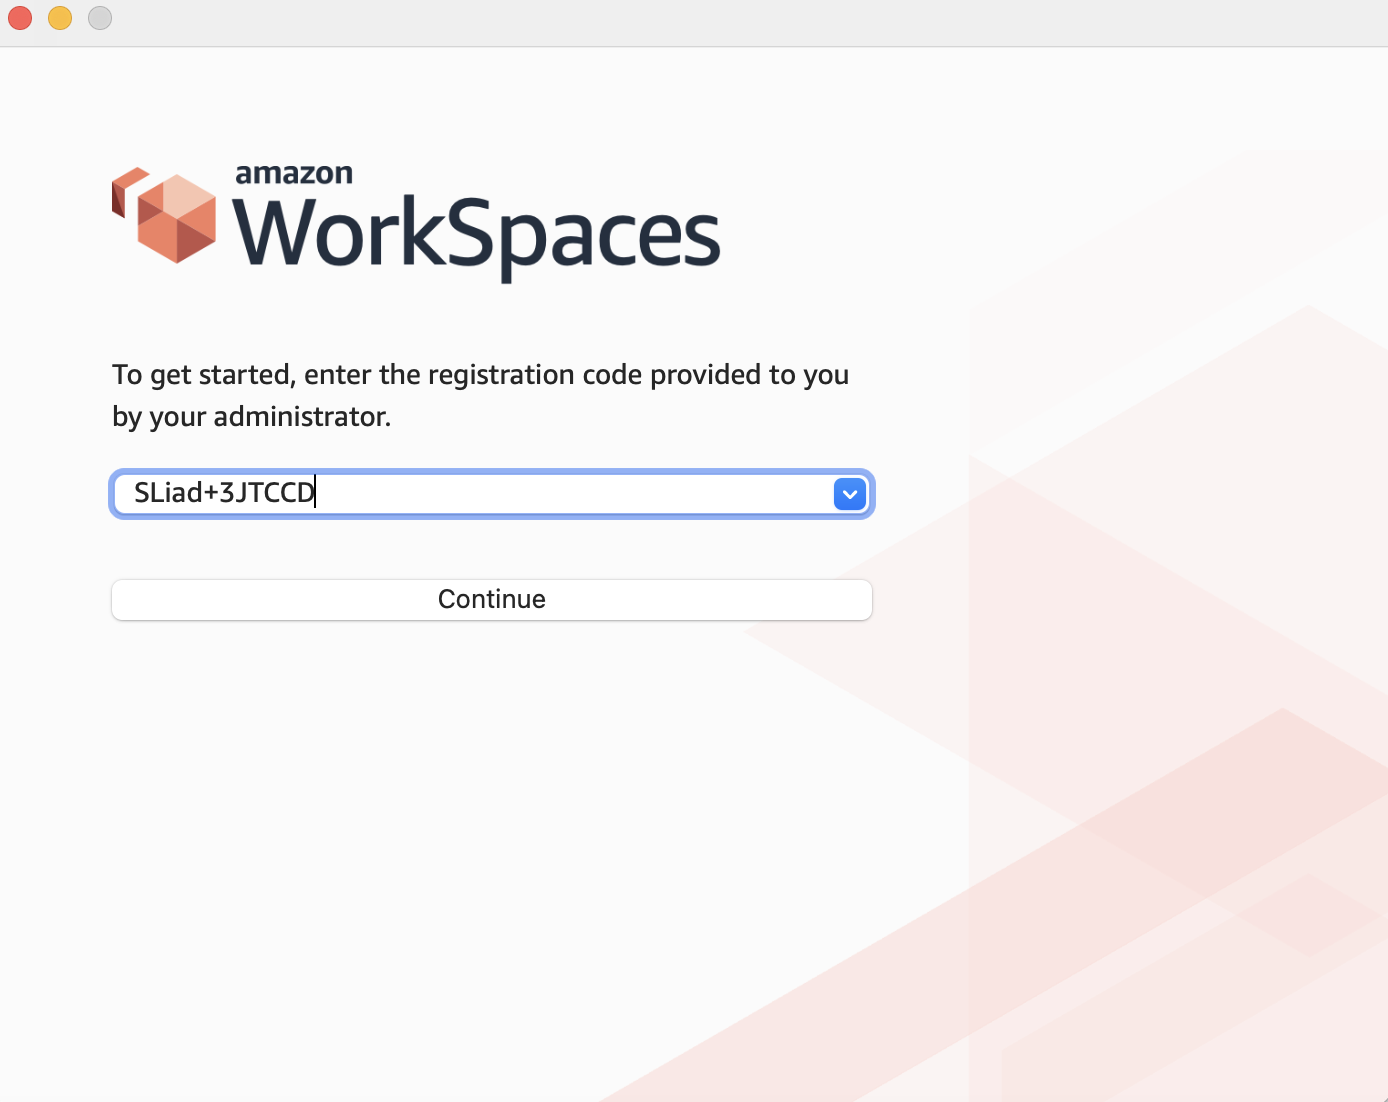 amazon
WorkSpaces
To get started, enter the registration code provided to you
by your administrator.
SLiad+3JTCCD
Continue